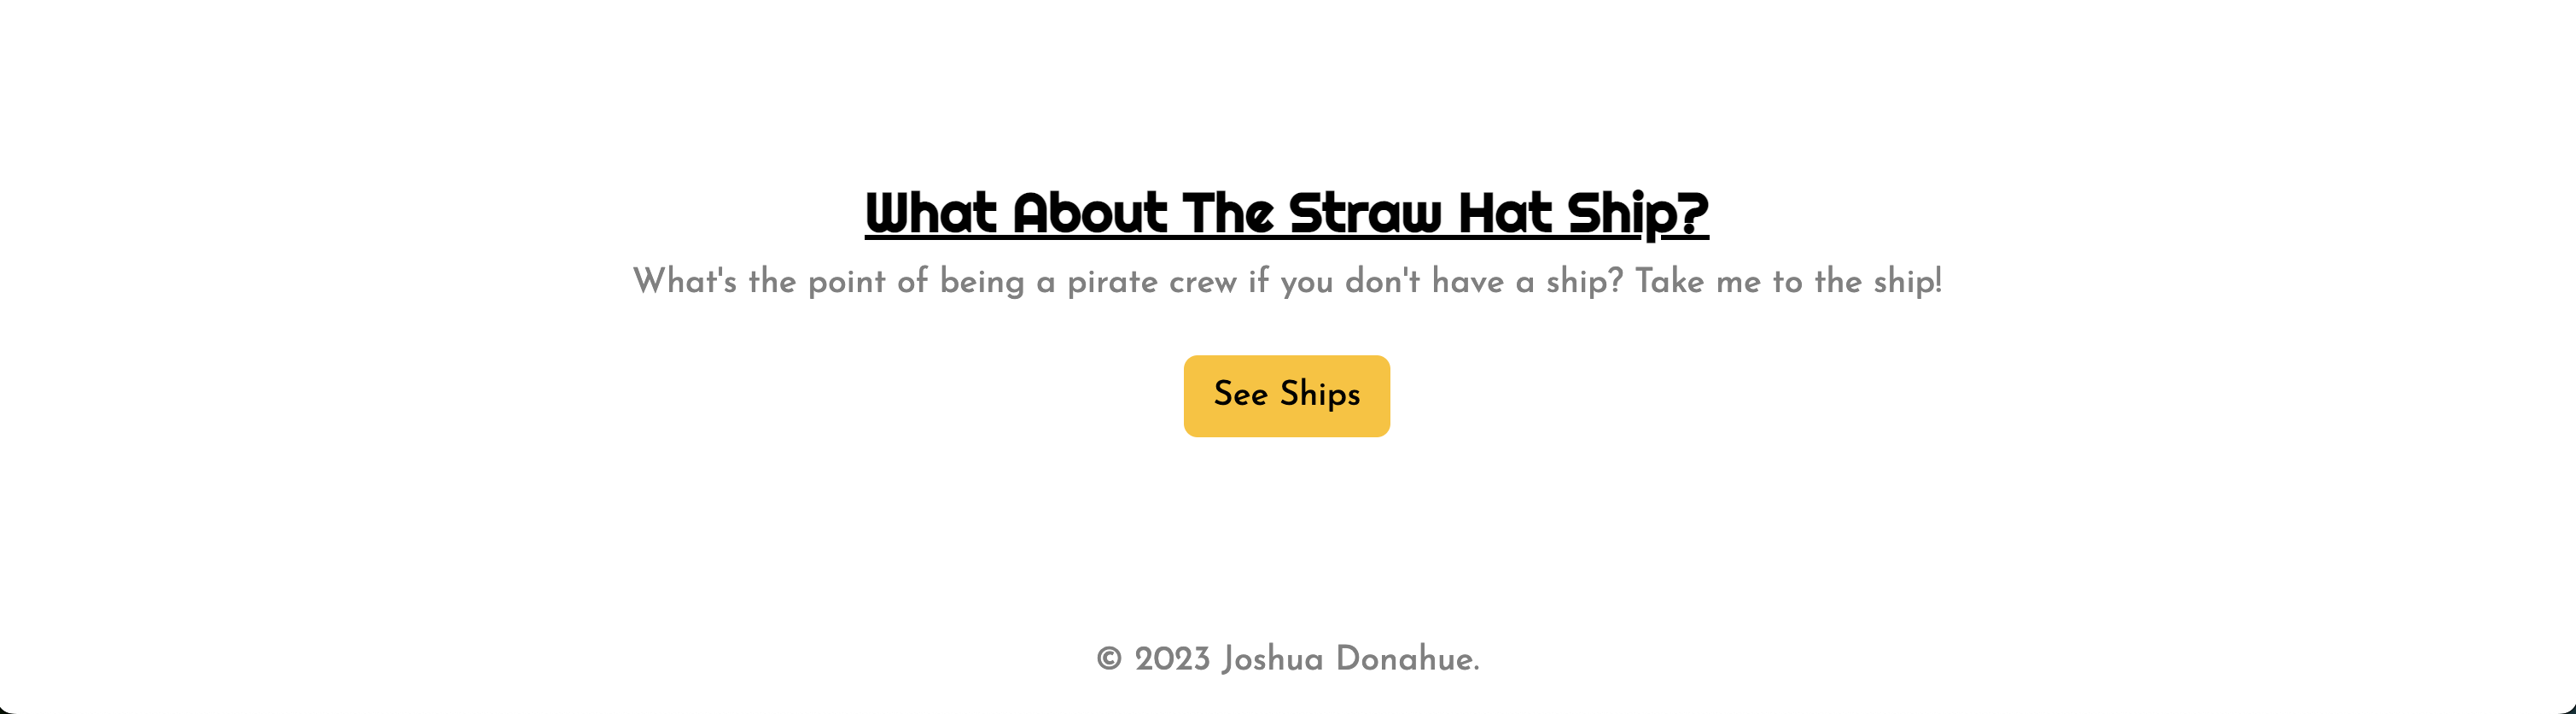 What About The Straw Hat Ship?
What's the point of being a pirate crew if you don't have a ship? Take me to the ship!
See Ships
© 2023 Joshua Donahue.